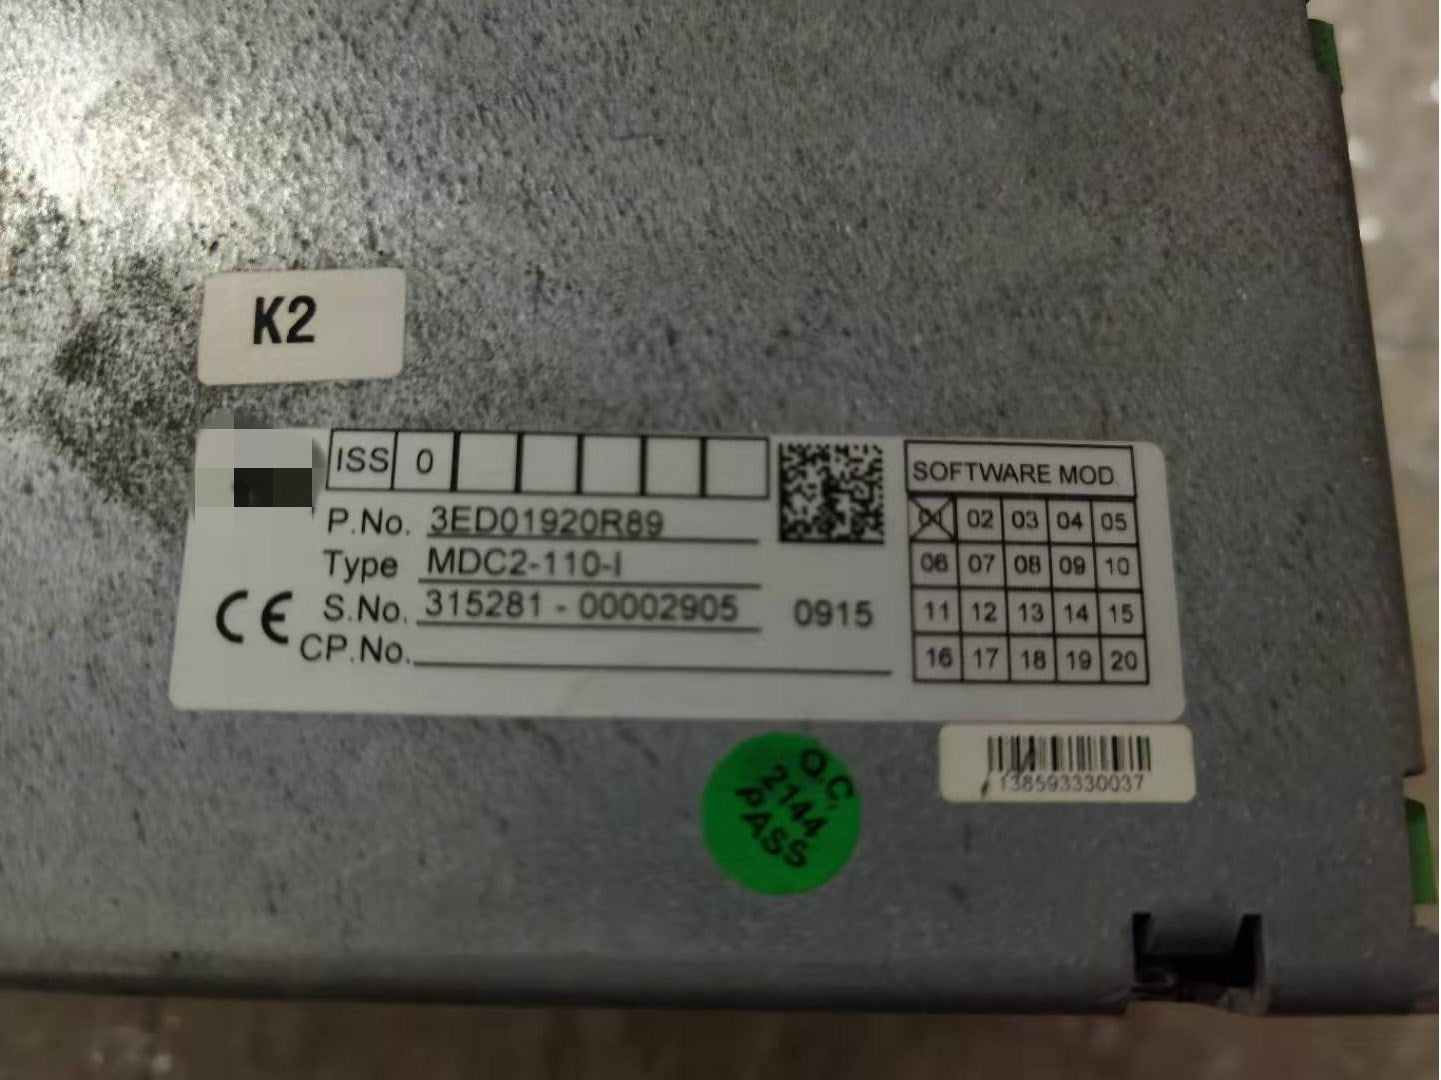 K2
ISS 0
P.No. 3ED01920R89
Type MDC2-110-I
S.No. 315281 - 00002905 0915
CP.No.
CE
SOFTWARE MOD.
01 02 03 04 05
06 07 08 09 10
11 12 13 14 15
16 17 18 19 20
138593330037
Q.C.
2144
PASS